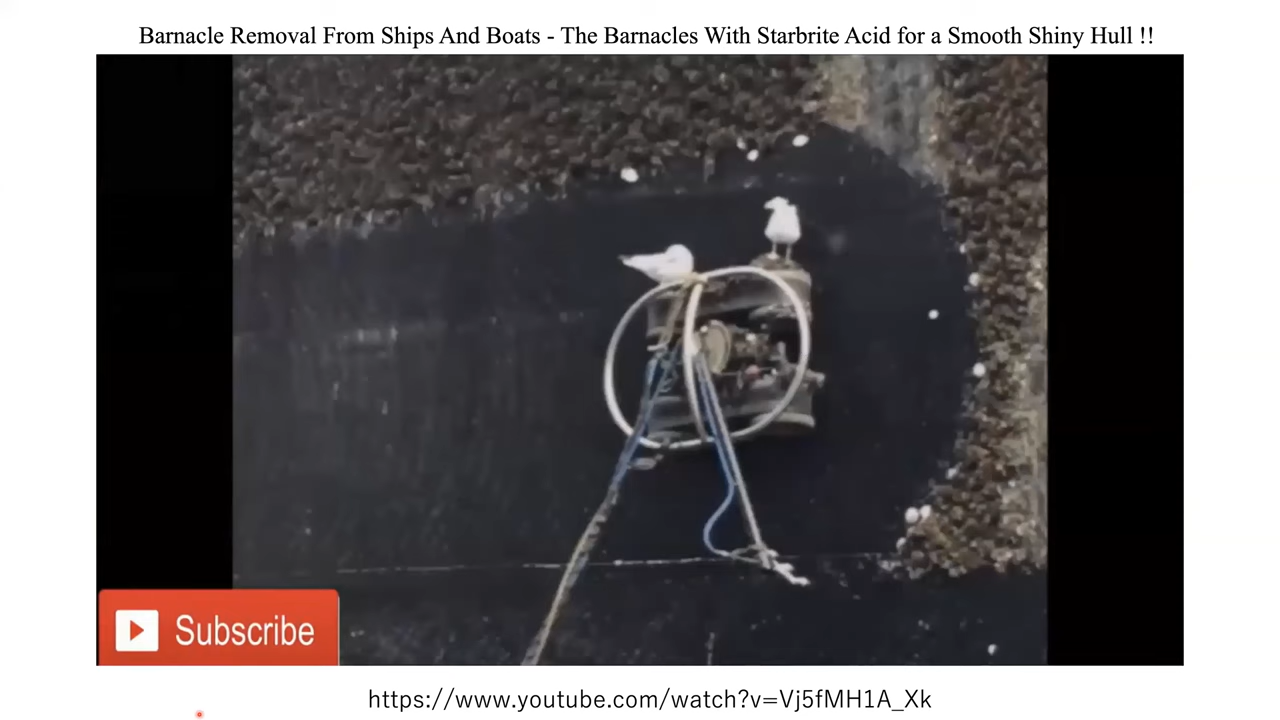 Barnacle Removal From Ships And Boats - The Barnacles With Starbrite Acid for a Smooth Shiny Hull !!
Subscribe
https://www.youtube.com/watch?v=Vj5fMH1A_Xk